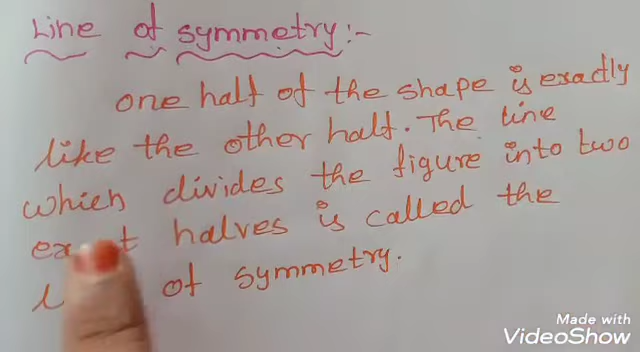 Line of symmetry:-
one half of the shape is exactly
like the other half. The line
which divides the figure into two
halves is called the
of symmetry.
Made with
VideoShow